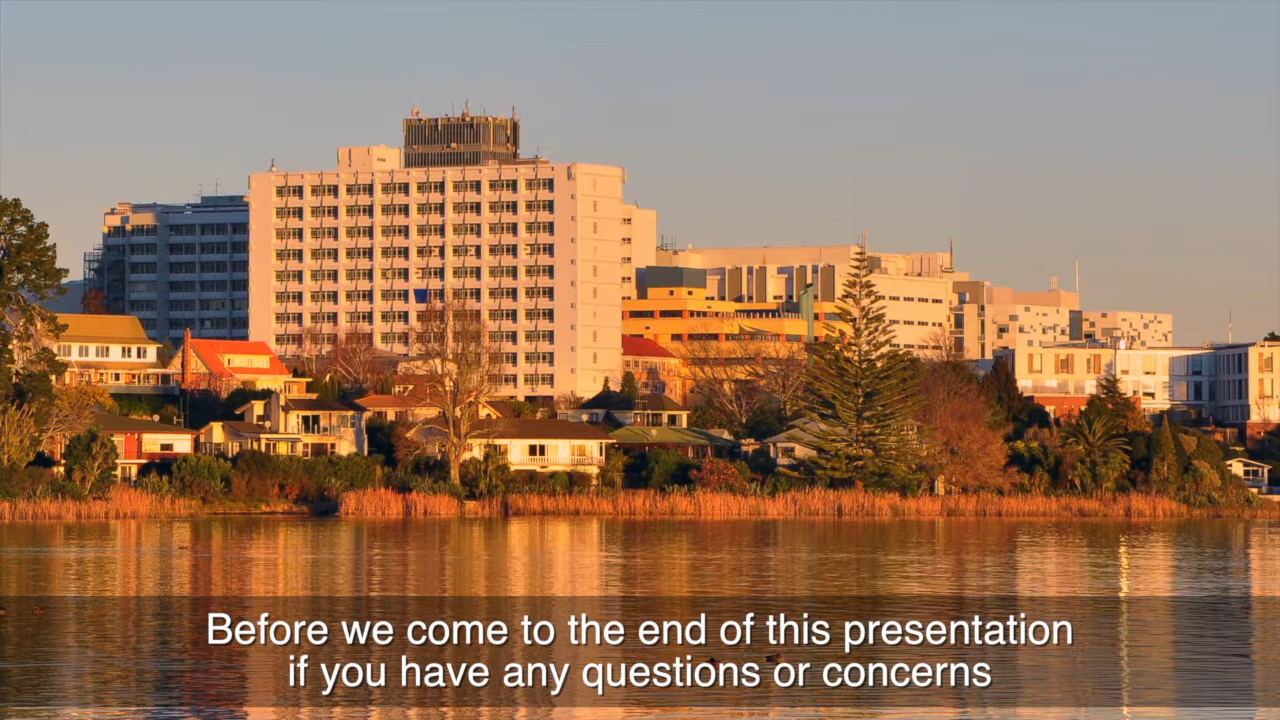 Before we come to the end of this presentation
if you have any questions or concerns